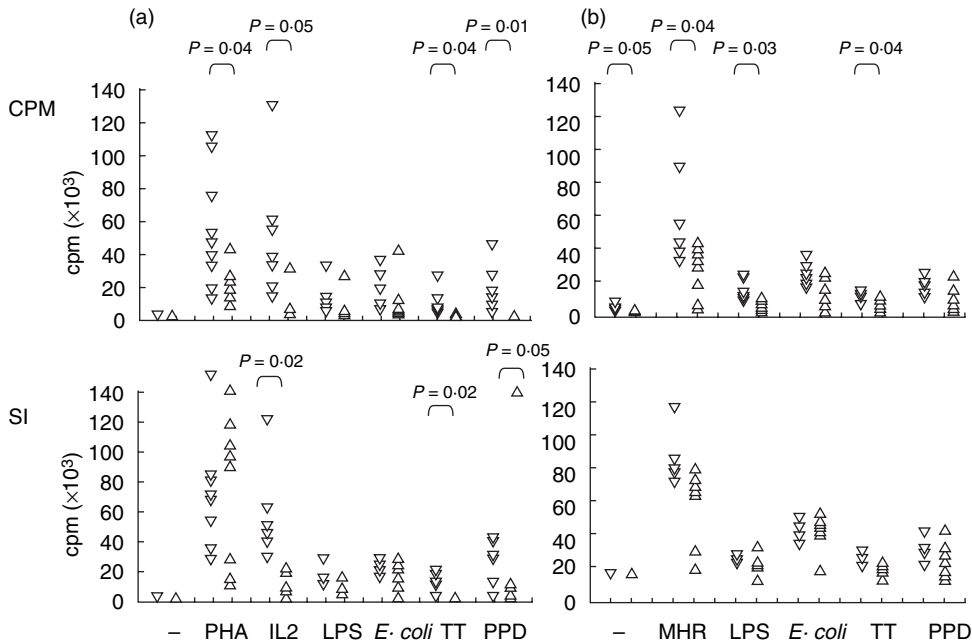 (a) (b)
P = 0·05 P = 0·01 P = 0·04
P = 0·04 P = 0·04 P = 0·05 P = 0·03 P = 0·04
CPM
cpm (×10³)
140 140
120 120
100 100
80 80
60 60
40 40
20 20
0 0
P = 0·05
P = 0·02
P = 0·02
SI
cpm (×10³)
140 140
120 120
100 100
80 80
60 60
40 40
20 20
0 0
– PHA IL2 LPS E· coli TT PPD – MHR LPS E· coli TT PPD